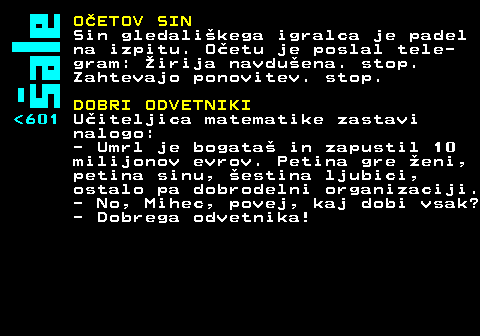 Šale
<601
OČETOV SIN
Sin gledališkega igralca je padel
na izpitu. Očetu je poslal tele-
gram: Žirija navdušena. stop.
Zahtevajo ponovitev. stop.
DOBRI ODVETNIKI
Učiteljica matematike zastavi
nalogo:
- Umrl je bogataš in zapustil 10
milijonov evrov. Petina gre ženi,
petina sinu, šestina ljubici,
ostalo pa dobrodelni organizaciji.
- No, Mihec, povej, kaj dobi vsak?
- Dobrega odvetnika!